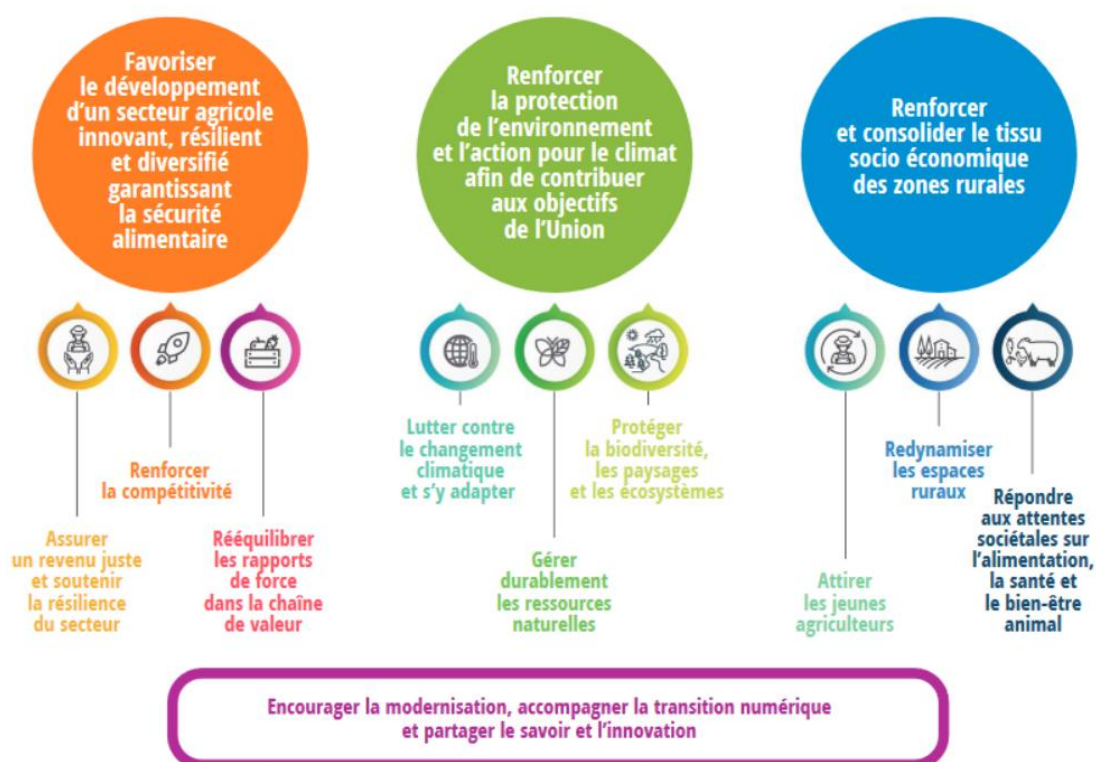 Favoriser
le développement
d'un secteur agricole
innovant, résilient
et diversifié
garantissant
la sécurité
alimentaire
Renforcer
la protection
de l'environnement
et l'action pour le climat
afin de contribuer
aux objectifs
de l'Union
Renforcer
et consolider le tissu
socio économique
des zones rurales
Assurer
un revenu juste
et soutenir
la résilience
du secteur
Renforcer
la compétitivité
Rééquilibrer
les rapports
de force
dans la chaîne
de valeur
Lutter contre
le changement
climatique
et s'y adapter
Gérer
durablement
les ressources
naturelles
Protéger
la biodiversité,
les paysages
et les écosystèmes
Attirer
les jeunes
agriculteurs
Redynamiser
les espaces
ruraux
Répondre
aux attentes
sociétales sur
l'alimentation,
la santé et
le bien-être
animal
Encourager la modernisation, accompagner la transition numérique
et partager le savoir et l'innovation